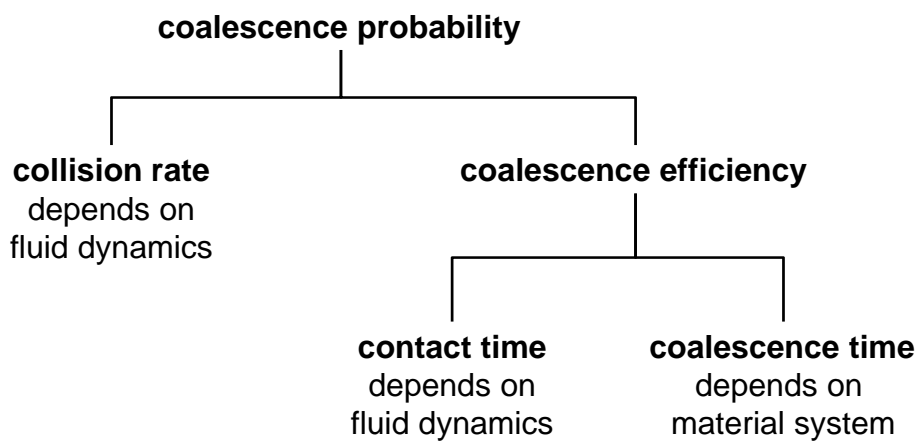 coalescence probability
collision rate
depends on
fluid dynamics
coalescence efficiency
contact time
depends on
fluid dynamics
coalescence time
depends on
material system